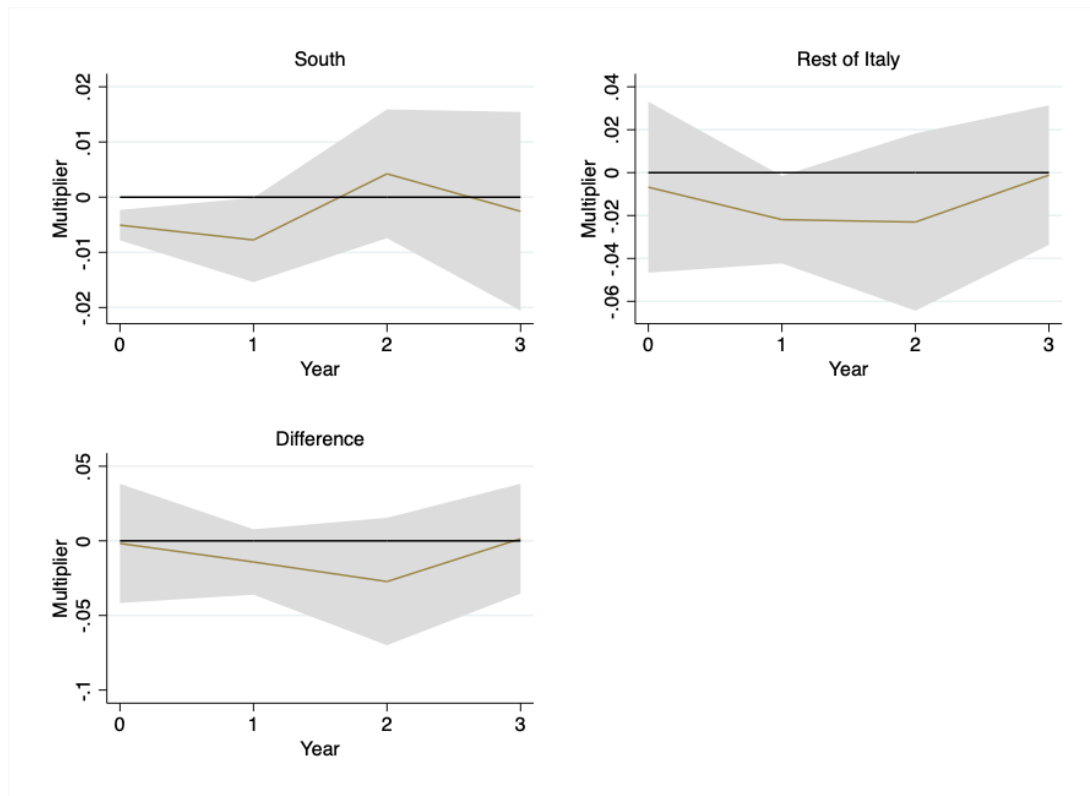 South
Multiplier
.02
.01
0
-.01
-.02
0 1 2 3
Year
Rest of Italy
Multiplier
.04
.02
0
-.02
-.04
-.06
0 1 2 3
Year
Difference
Multiplier
.05
0
-.05
-.1
0 1 2 3
Year